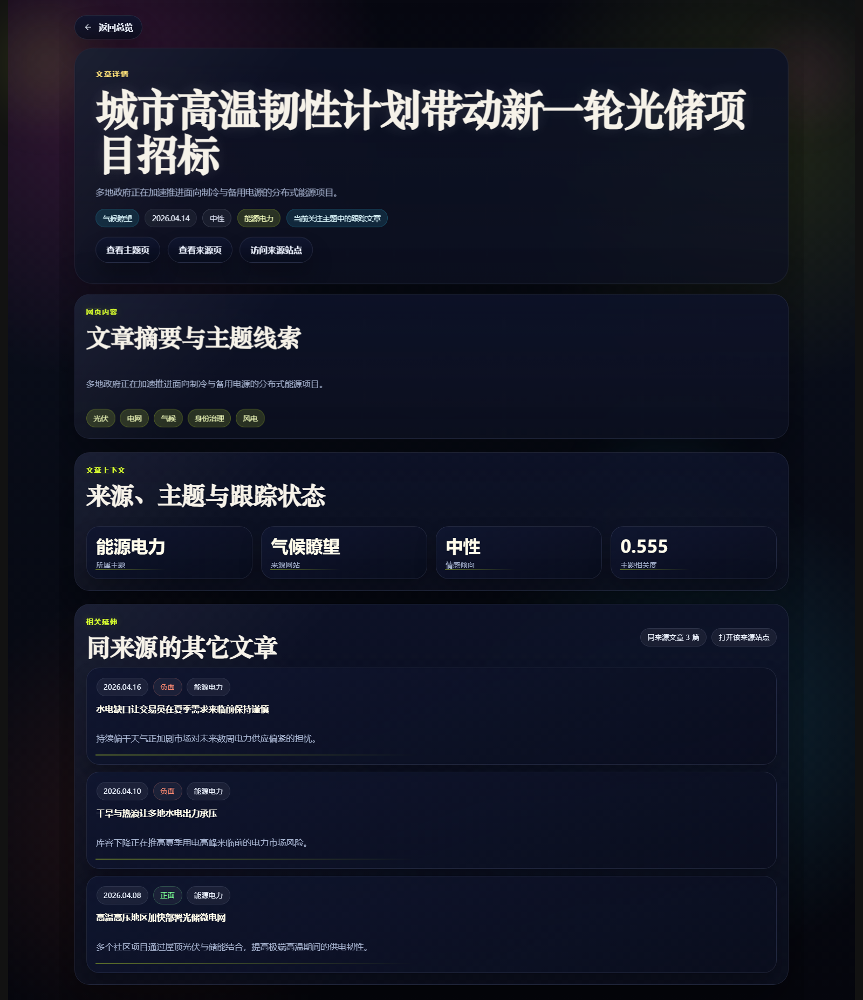 ← 返回总览
文章详情
城市高温韧性计划带动新一轮光储项
目招标
多地政府正在加速推进面向制冷与备用电源的分布式能源项目。
气候瞭望 2026.04.14 中性 能源电力 当前关注主题中的跟踪文章
查看主题页 查看来源页 访问来源站点
网页内容
文章摘要与主题线索
多地政府正在加速推进面向制冷与备用电源的分布式能源项目。
光伏 电网 气候 身份治理 风电
文章上下文
来源、主题与跟踪状态
能源电力 气候瞭望 中性 0.555
所属主题 来源网站 情感倾向 主题相关度
相关延伸
同来源的其它文章
同来源文章 3 篇 打开该来源站点
2026.04.16 负面 能源电力
水电缺口让交易员在夏季需求来临前保持谨慎
持续偏干天气正加剧市场对未来数周电力供应偏紧的担忧。
2026.04.10 负面 能源电力
干旱与热浪让多地水电出力承压
库容下降正在推高夏季用电高峰来临前的电力市场风险。
2026.04.08 正面 能源电力
高温高压地区加快部署光储微电网
多个社区项目通过屋顶光伏与储能结合，提高极端高温期间的供电韧性。